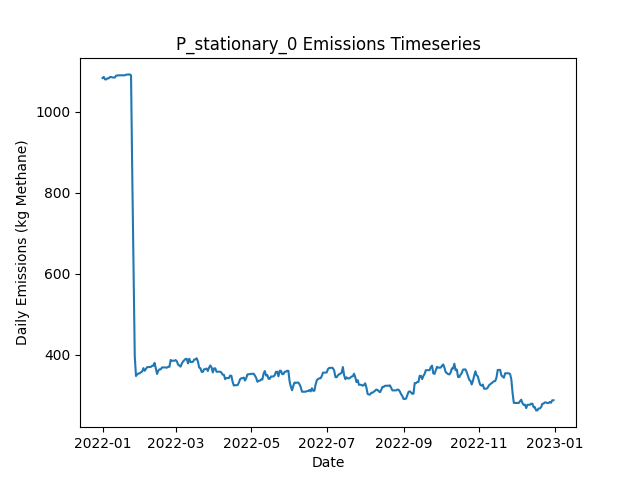 P_stationary_0 Emissions Timeseries
Daily Emissions (kg Methane)
1000
800
600
400
2022-01 2022-03 2022-05 2022-07 2022-09 2022-11 2023-01
Date